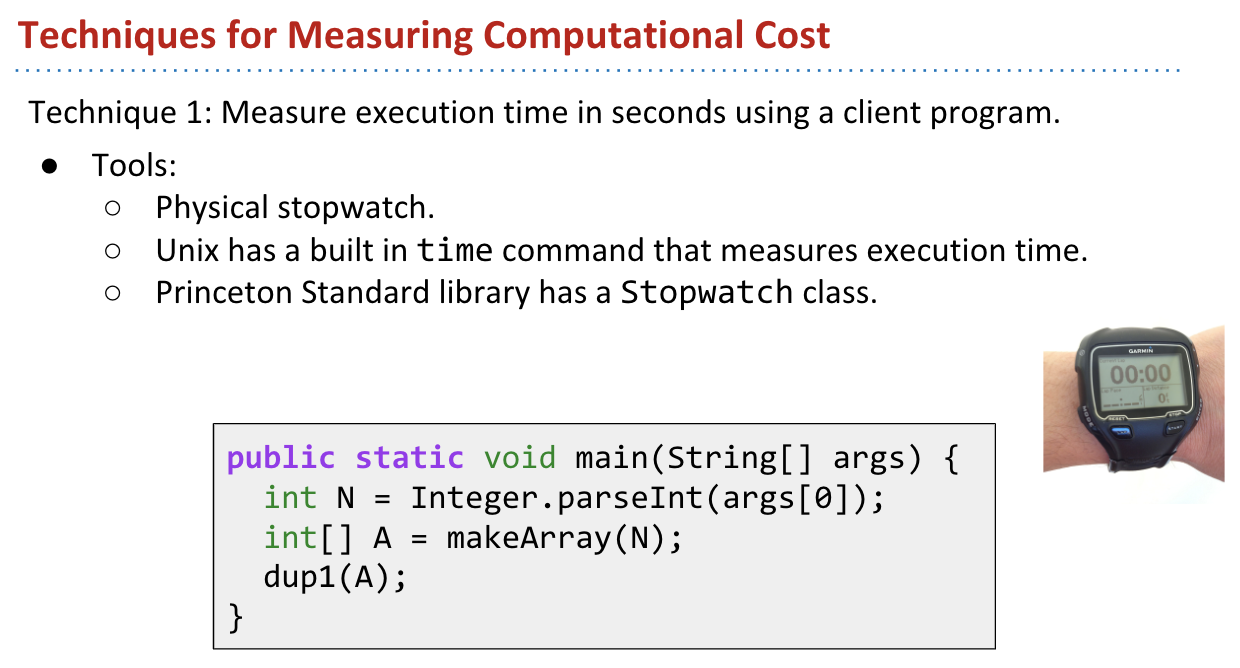 Techniques for Measuring Computational Cost
Technique 1: Measure execution time in seconds using a client program.
● Tools:
○ Physical stopwatch.
○ Unix has a built in time command that measures execution time.
○ Princeton Standard library has a Stopwatch class.
GARMIN
00:00
0
public static void main(String[] args) {
  int N = Integer.parseInt(args[0]);
  int[] A = makeArray(N);
  dup1(A);
}